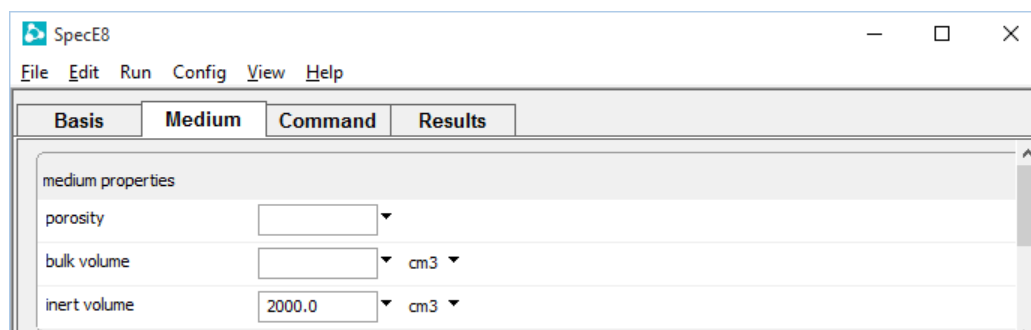 SpecE8
File Edit Run Config View Help
Basis Medium Command Results
medium properties
porosity
bulk volume cm3
inert volume 2000.0 cm3